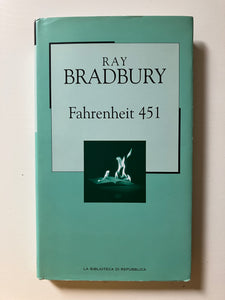 RAY
BRADBURY
Fahrenheit 451
LA BIBLIOTECA DI REPUBBLICA